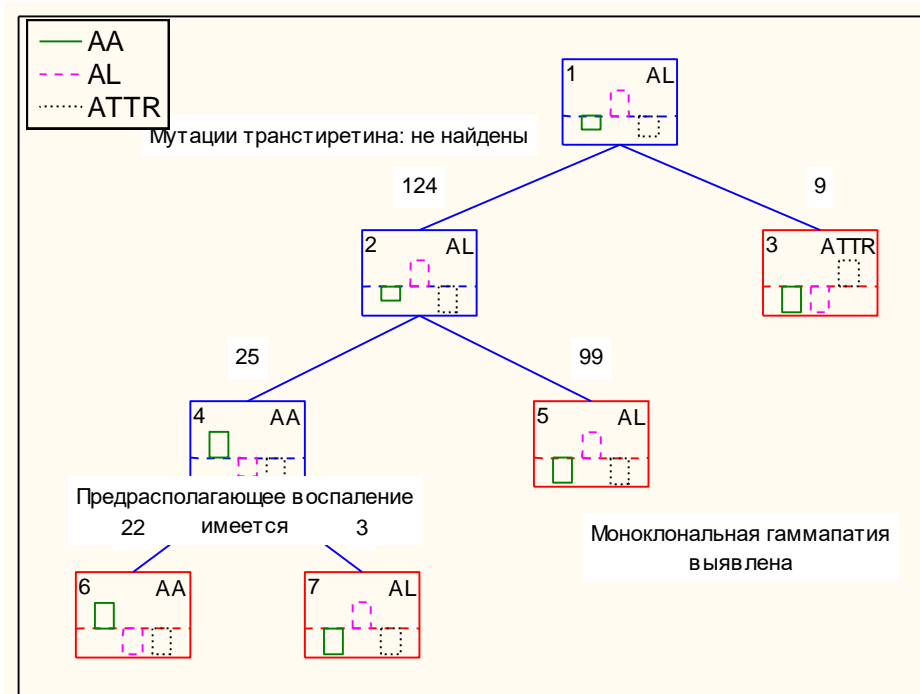 AA
AL
ATTR
1 AL
Мутации транстиретина: не найдены
124 9
2 AL
3 ATTR
25 99
4 AA
5 AL
Предрасполагающее воспаление
имеется
22 3
Моноклональная гаммапатия
выявлена
6 AA
7 AL